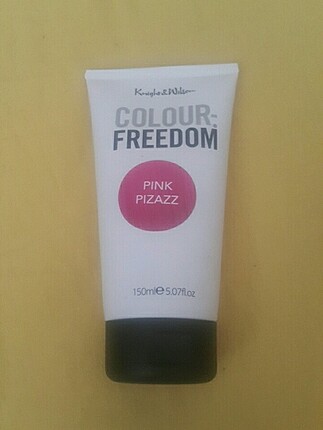 Knight & Wilson
COLOUR:
FREEDOM
PINK
PIZAZZ
150ml e 5.07fl.oz